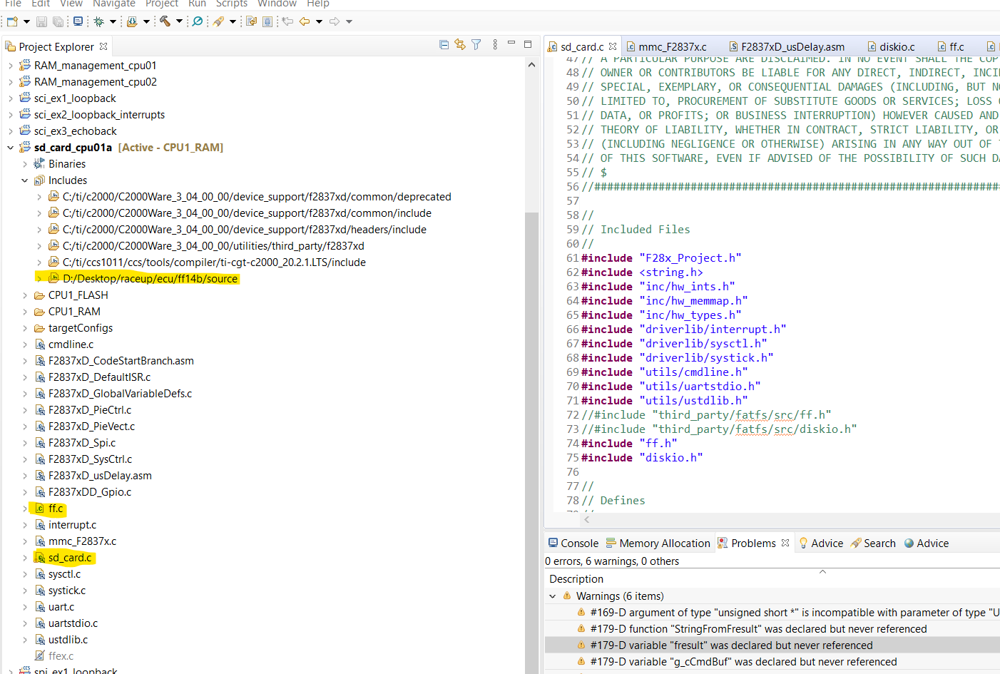 File Edit View Navigate Project Run Scripts Window Help
Project Explorer
RAM_management_cpu01
RAM_management_cpu02
sci_ex1_loopback
sci_ex2_loopback_interrupts
sci_ex3_echoback
sd_card_cpu01a [Active - CPU1_RAM]
Binaries
Includes
C:/ti/c2000/C2000Ware_3_04_00_00/device_support/f2837xd/common/deprecated
C:/ti/c2000/C2000Ware_3_04_00_00/device_support/f2837xd/common/include
C:/ti/c2000/C2000Ware_3_04_00_00/device_support/f2837xd/headers/include
C:/ti/c2000/C2000Ware_3_04_00_00/utilities/third_party/f2837xd
C:/ti/ccs1011/ccs/tools/compiler/ti-cgt-c2000_20.2.1.LTS/include
D:/Desktop/raceup/ecu/ff14b/source
CPU1_FLASH
CPU1_RAM
targetConfigs
cmdline.c
F2837xD_CodeStartBranch.asm
F2837xD_DefaultISR.c
F2837xD_GlobalVariableDefs.c
F2837xD_PieCtrl.c
F2837xD_PieVect.c
F2837xD_Spi.c
F2837xD_SysCtrl.c
F2837xD_usDelay.asm
F2837xDD_Gpio.c
ff.c
interrupt.c
mmc_F2837x.c
sd_card.c
sysctl.c
systick.c
uart.c
uartstdio.c
ustdlib.c
ffex.c
spi_ex1_loopback
sd_card.c mmc_F2837x.c F2837xD_usDelay.asm diskio.c ff.c
47// A PARTICULAR PURPOSE ARE DISCLAIMED. IN NO EVENT SHALL THE COP
48// OWNER OR CONTRIBUTORS BE LIABLE FOR ANY DIRECT, INDIRECT, INCI
49// SPECIAL, EXEMPLARY, OR CONSEQUENTIAL DAMAGES (INCLUDING, BUT N
50// LIMITED TO, PROCUREMENT OF SUBSTITUTE GOODS OR SERVICES; LOSS
51// DATA, OR PROFITS; OR BUSINESS INTERRUPTION) HOWEVER CAUSED AND
52// THEORY OF LIABILITY, WHETHER IN CONTRACT, STRICT LIABILITY, OR
53// (INCLUDING NEGLIGENCE OR OTHERWISE) ARISING IN ANY WAY OUT OF
54// OF THIS SOFTWARE, EVEN IF ADVISED OF THE POSSIBILITY OF SUCH DA
55// $
56//###############################################################
57
58//
59// Included Files
60//
61#include "F28x_Project.h"
62#include <string.h>
63#include "inc/hw_ints.h"
64#include "inc/hw_memmap.h"
65#include "inc/hw_types.h"
66#include "driverlib/interrupt.h"
67#include "driverlib/sysctl.h"
68#include "driverlib/systick.h"
69#include "utils/cmdline.h"
70#include "utils/uartstdio.h"
71#include "utils/ustdlib.h"
72//#include "third_party/fatfs/src/ff.h"
73//#include "third_party/fatfs/src/diskio.h"
74#include "ff.h"
75#include "diskio.h"
76
77//
78// Defines
Console Memory Allocation Problems Advice Search Advice
0 errors, 6 warnings, 0 others
Description
Warnings (6 items)
#169-D argument of type "unsigned short *" is incompatible with parameter of type "U
#179-D function "StringFromFresult" was declared but never referenced
#179-D variable "fresult" was declared but never referenced
#179-D variable "g_cCmdBuf" was declared but never referenced